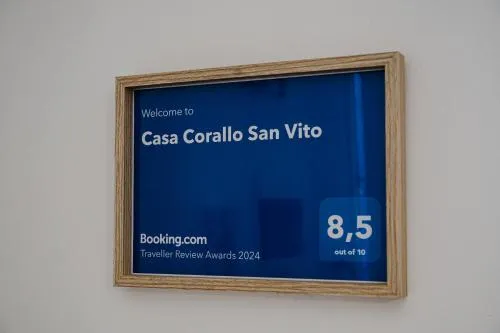 Welcome to
Casa Corallo San Vito
Booking.com
Traveller Review Awards 2024
8,5
out of 10